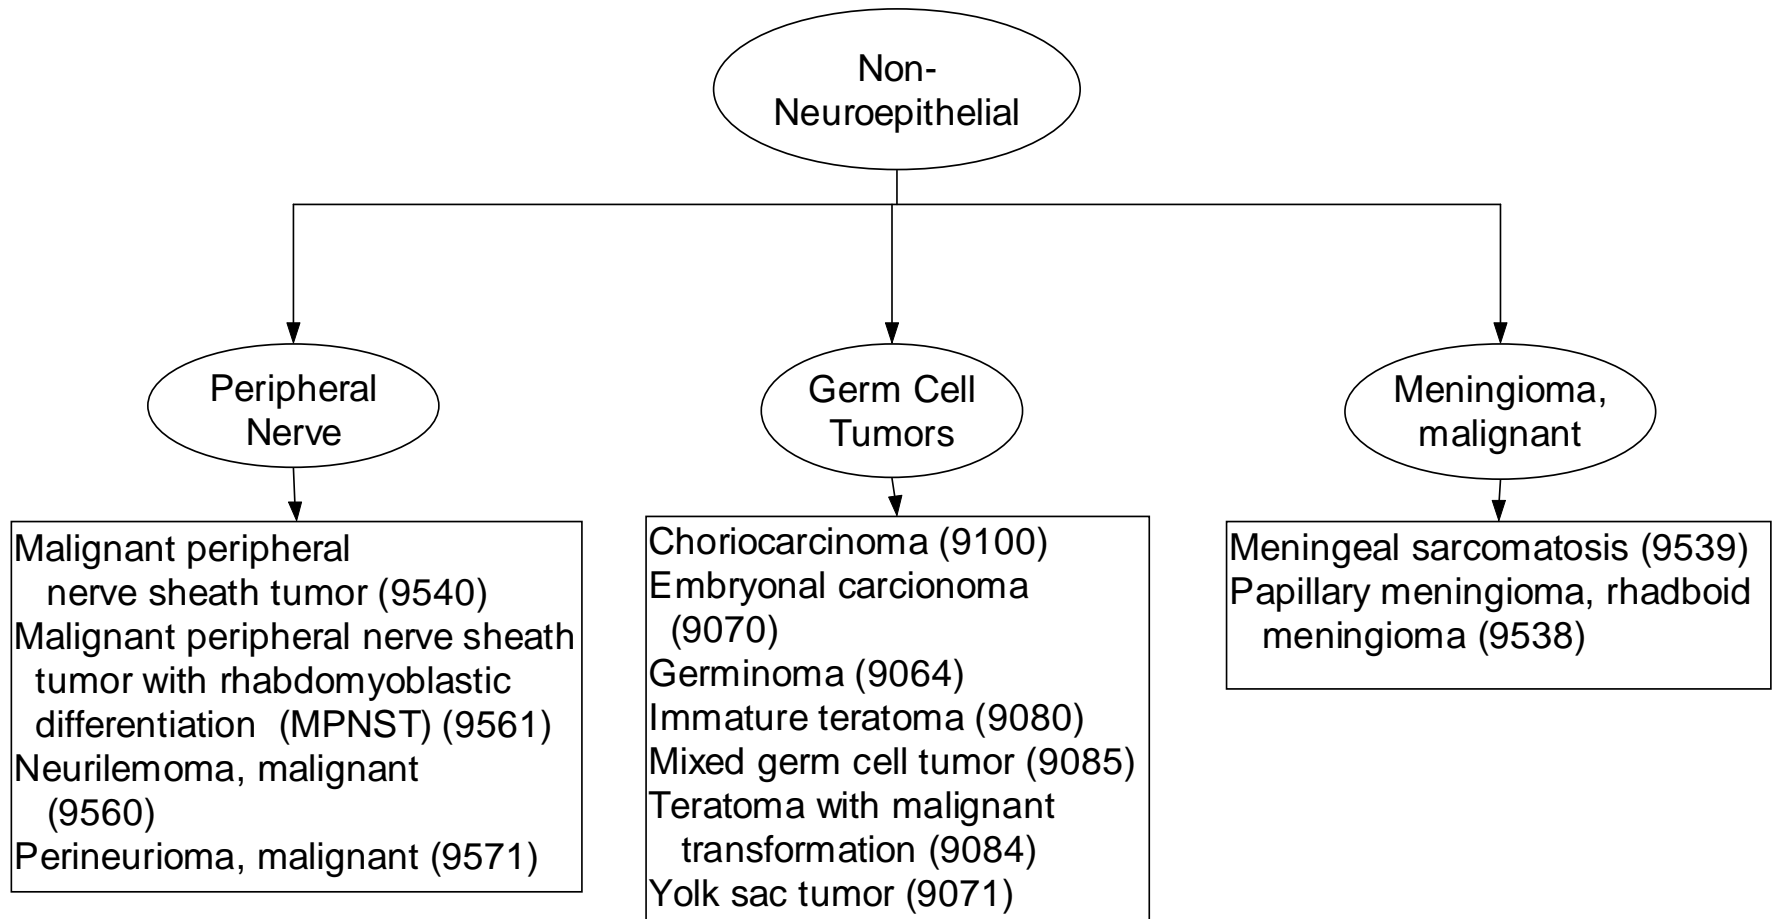 Non-
Neuroepithelial
Peripheral
Nerve
Germ Cell
Tumors
Meningioma,
malignant
Malignant peripheral
nerve sheath tumor (9540)
Malignant peripheral nerve sheath
tumor with rhabdomyoblastic
differentiation (MPNST) (9561)
Neurilemoma, malignant
(9560)
Perineurioma, malignant (9571)
Choriocarcinoma (9100)
Embryonal carcionoma
(9070)
Germinoma (9064)
Immature teratoma (9080)
Mixed germ cell tumor (9085)
Teratoma with malignant
transformation (9084)
Yolk sac tumor (9071)
Meningeal sarcomatosis (9539)
Papillary meningioma, rhadboid
meningioma (9538)